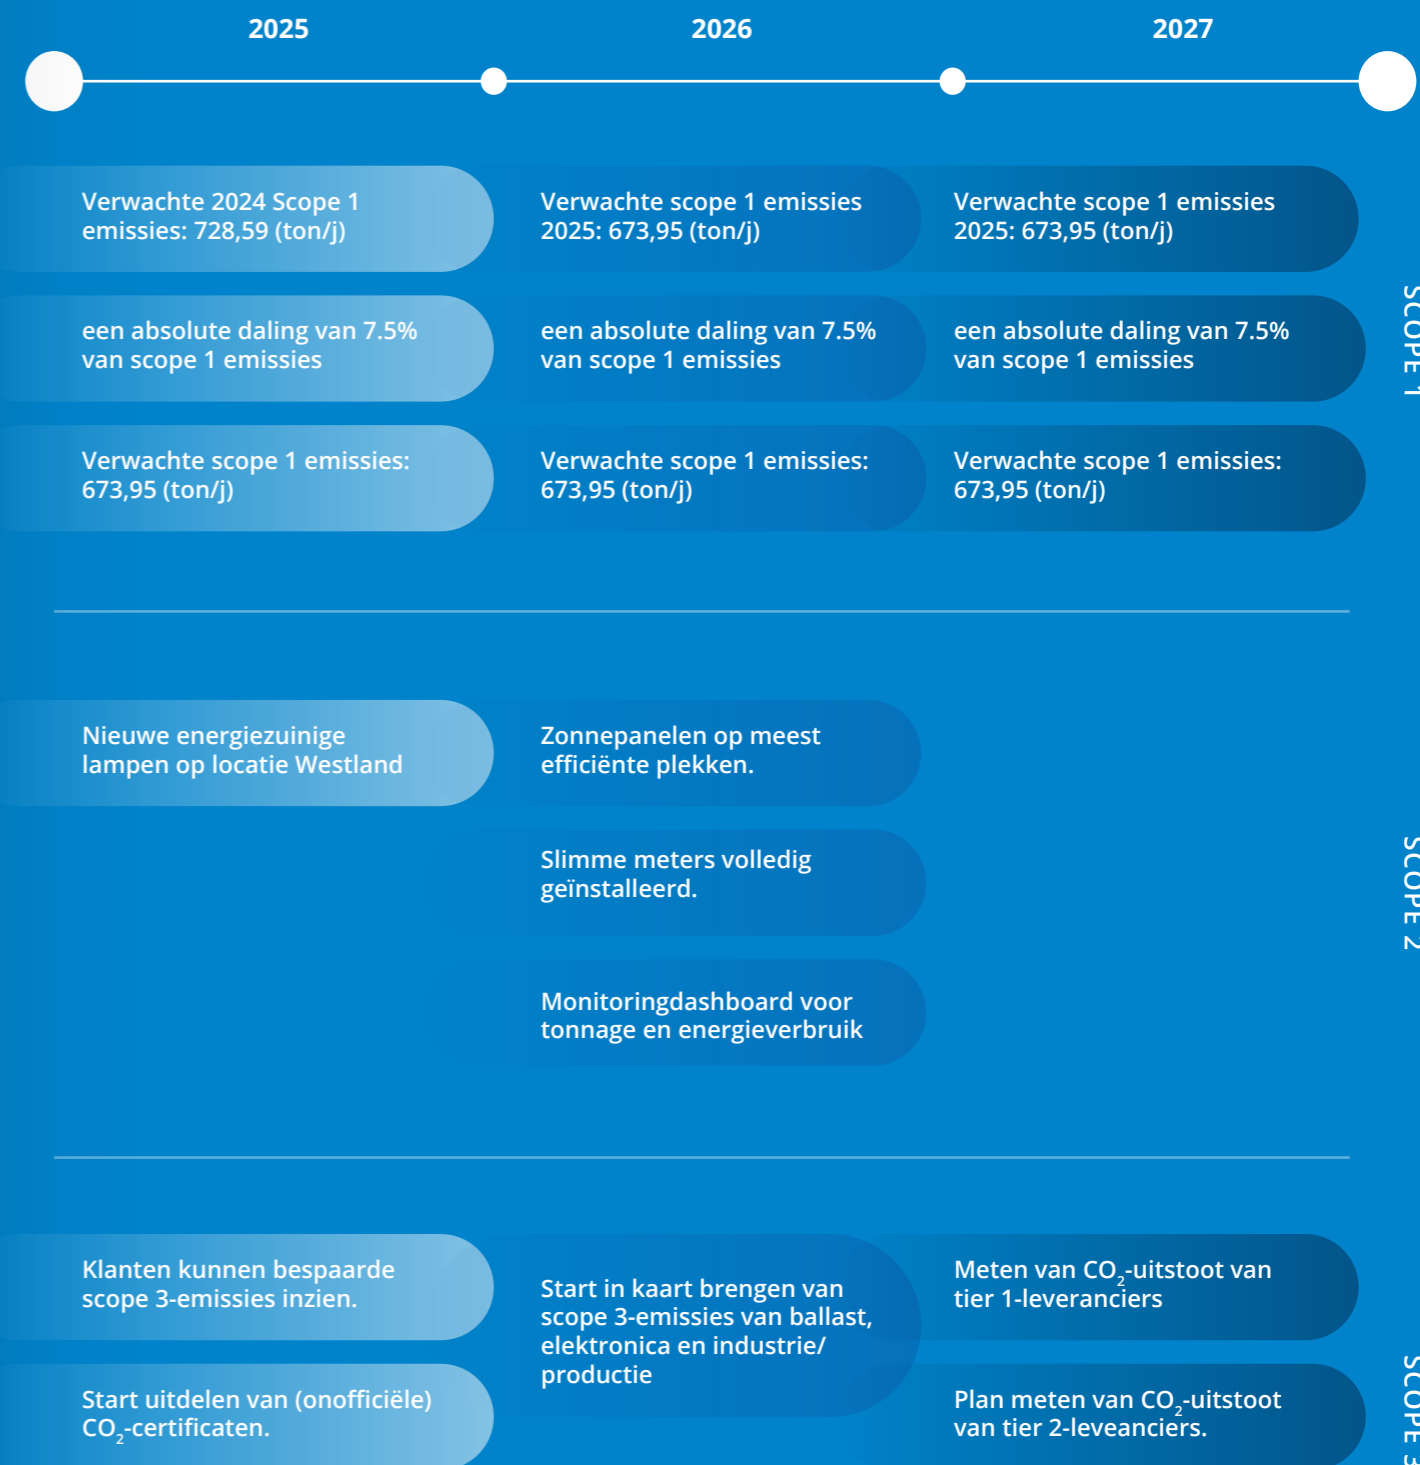 2025
2026
2027
Verwachte 2024 Scope 1
emissies: 728,59 (ton/j)
Verwachte scope 1 emissies
2025: 673,95 (ton/j)
Verwachte scope 1 emissies
2025: 673,95 (ton/j)
een absolute daling van 7.5%
van scope 1 emissies
een absolute daling van 7.5%
van scope 1 emissies
een absolute daling van 7.5%
van scope 1 emissies
Verwachte scope 1 emissies:
673,95 (ton/j)
Verwachte scope 1 emissies:
673,95 (ton/j)
Verwachte scope 1 emissies:
673,95 (ton/j)
SCOPE 1
Nieuwe energiezuinige
lampen op locatie Westland
Zonnepanelen op meest
efficiënte plekken.
Slimme meters volledig
geïnstalleerd.
Monitoringdashboard voor
tonnage en energieverbruik
SCOPE 2
Klanten kunnen bespaarde
scope 3-emissies inzien.
Start uitdelen van (onofficiële)
CO₂-certificaten.
Start in kaart brengen van
scope 3-emissies van ballast,
elektronica en industrie/
productie
Meten van CO₂-uitstoot van
tier 1-leveranciers
Plan meten van CO₂-uitstoot
van tier 2-leveanciers.
SCOPE 3